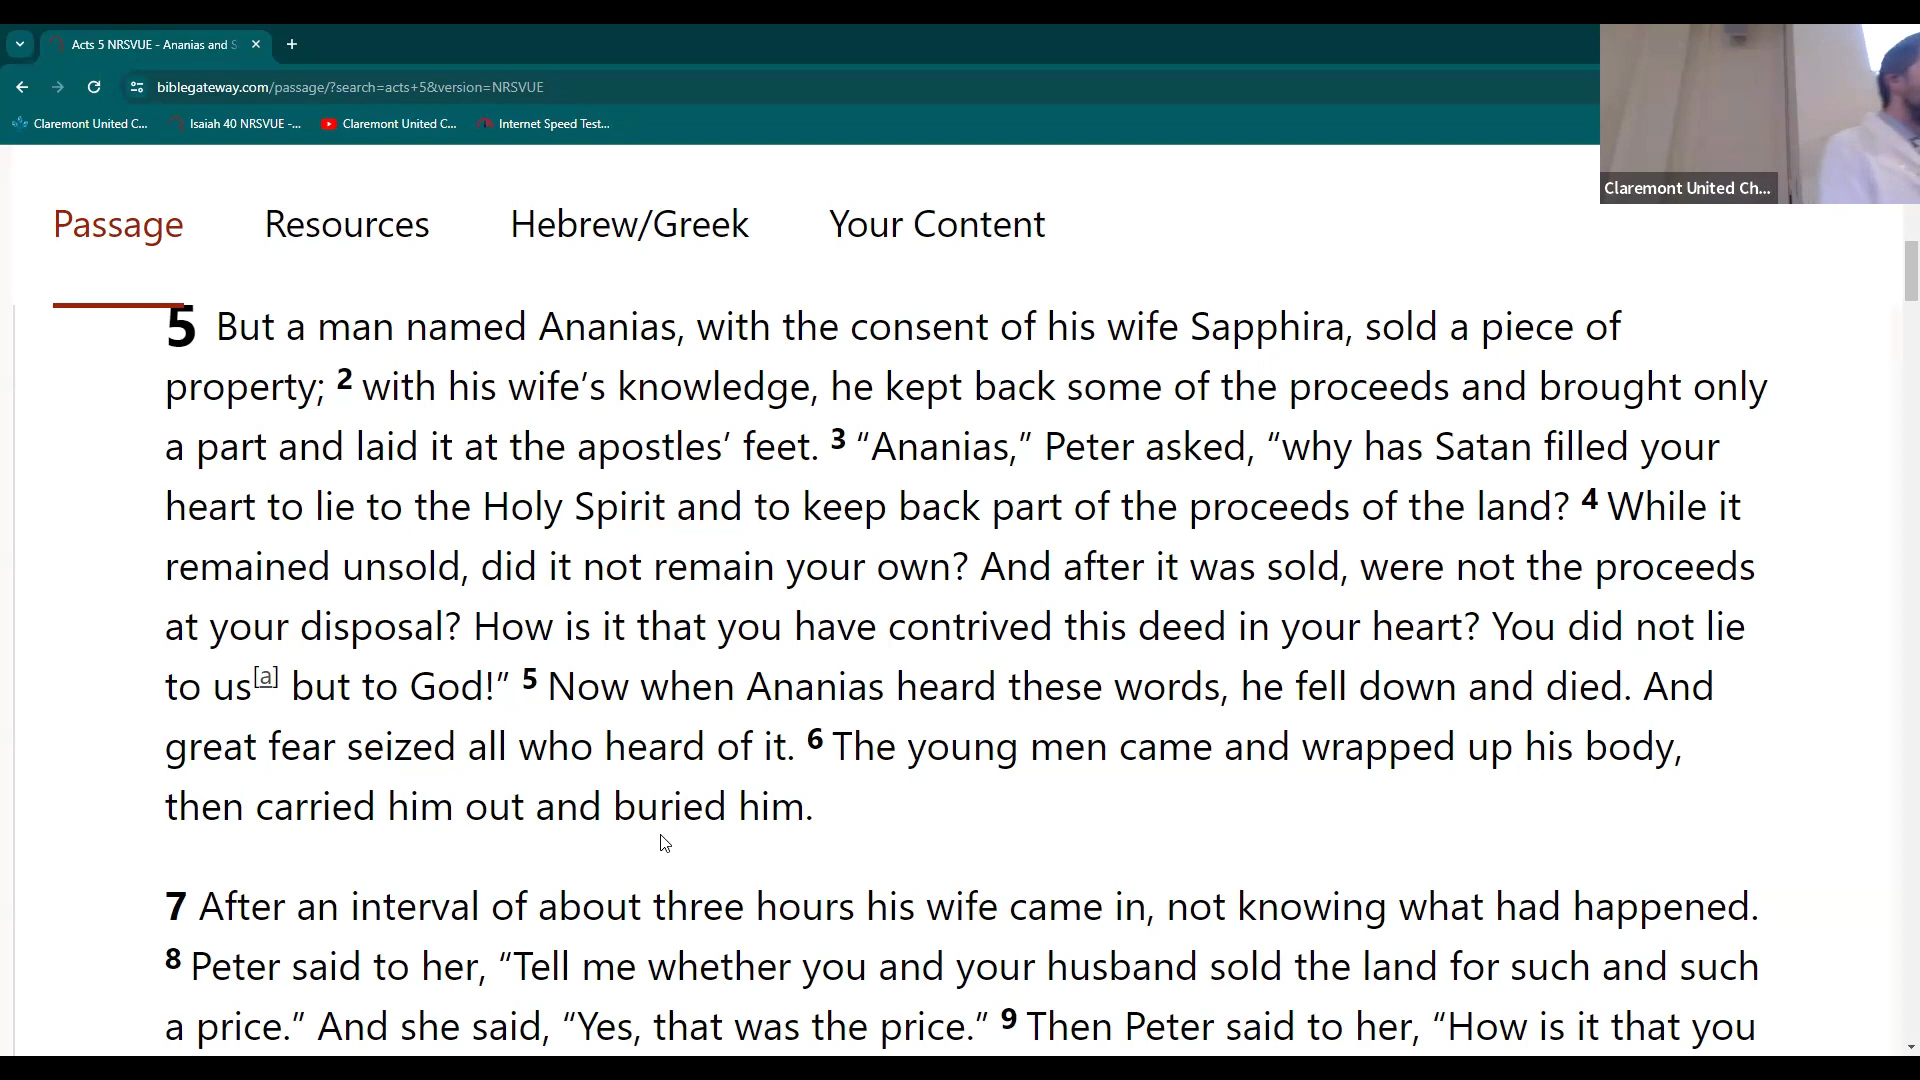 Acts 5 NRSVUE - Ananias and S
biblegateway.com/passage/?search=acts+5&version=NRSVUE
Claremont United C... Isaiah 40 NRSVUE -... Claremont United C... Internet Speed Test...
Claremont United Ch...
Passage Resources Hebrew/Greek Your Content
5 But a man named Ananias, with the consent of his wife Sapphira, sold a piece of
property; 2 with his wife’s knowledge, he kept back some of the proceeds and brought only
a part and laid it at the apostles’ feet. 3 “Ananias,” Peter asked, “why has Satan filled your
heart to lie to the Holy Spirit and to keep back part of the proceeds of the land? 4 While it
remained unsold, did it not remain your own? And after it was sold, were not the proceeds
at your disposal? How is it that you have contrived this deed in your heart? You did not lie
to us[a] but to God!” 5 Now when Ananias heard these words, he fell down and died. And
great fear seized all who heard of it. 6 The young men came and wrapped up his body,
then carried him out and buried him.
7 After an interval of about three hours his wife came in, not knowing what had happened.
8 Peter said to her, “Tell me whether you and your husband sold the land for such and such
a price.” And she said, “Yes, that was the price.” 9 Then Peter said to her, “How is it that you